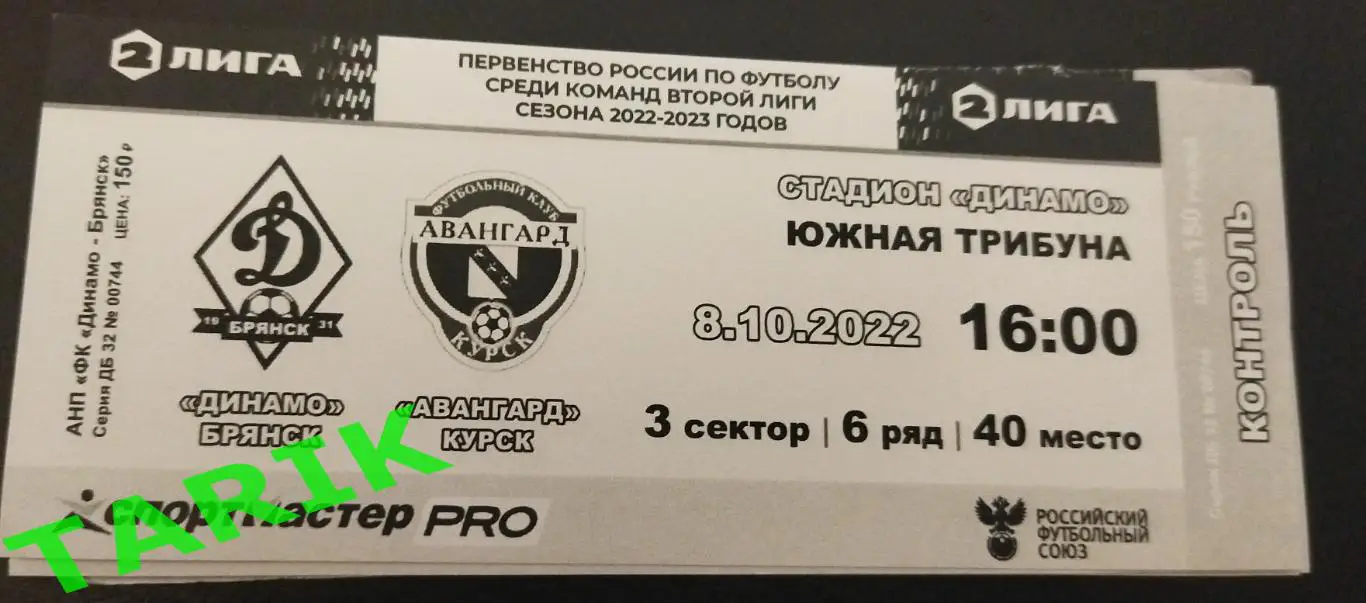 2 ЛИГА
ПЕРВЕНСТВО РОССИИ ПО ФУТБОЛУ
СРЕДИ КОМАНД ВТОРОЙ ЛИГИ
СЕЗОНА 2022-2023 ГОДОВ
2 ЛИГА
АНП «ФК «Динамо - Брянск»
Серия ДБ 32 № 00744 ЦЕНА: 150 ₽
Д
19 БРЯНСК 31
«ДИНАМО»
БРЯНСК
ФУТБОЛЬНЫЙ КЛУБ
АВАНГАРД
КУРСК
«АВАНГАРД»
КУРСК
СТАДИОН «ДИНАМО»
ЮЖНАЯ ТРИБУНА
8.10.2022 16:00
3 сектор | 6 ряд | 40 место
спортмастер PRO
РОССИЙСКИЙ
ФУТБОЛЬНЫЙ
СОЮЗ
КОНТРОЛЬ
TARIK